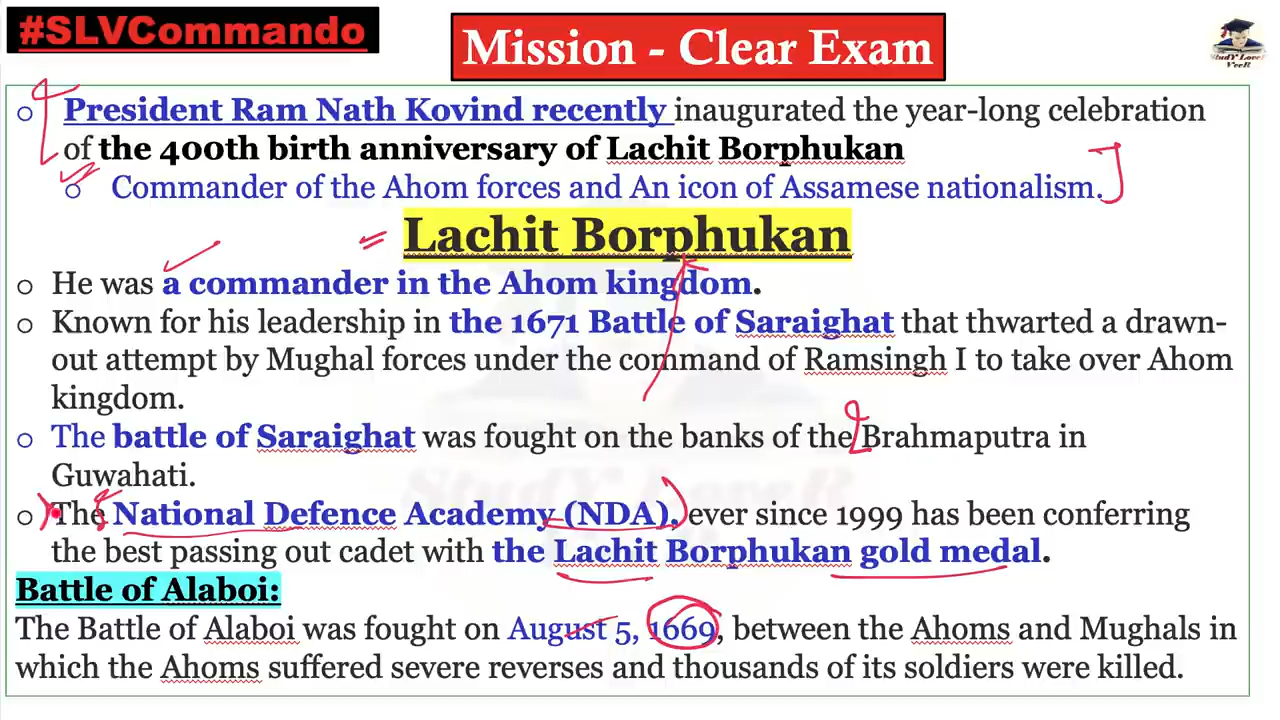 #SLVCommando
Mission - Clear Exam
StudY LoveR
VeeR
President Ram Nath Kovind recently inaugurated the year-long celebration
of the 400th birth anniversary of Lachit Borphukan
Commander of the Ahom forces and An icon of Assamese nationalism.
Lachit Borphukan
He was a commander in the Ahom kingdom.
Known for his leadership in the 1671 Battle of Saraighat that thwarted a drawn-
out attempt by Mughal forces under the command of Ramsingh I to take over Ahom
kingdom.
The battle of Saraighat was fought on the banks of the Brahmaputra in
Guwahati.
The National Defence Academy (NDA), ever since 1999 has been conferring
the best passing out cadet with the Lachit Borphukan gold medal.
Battle of Alaboi:
The Battle of Alaboi was fought on August 5, 1669, between the Ahoms and Mughals in
which the Ahoms suffered severe reverses and thousands of its soldiers were killed.
StudY LoveR